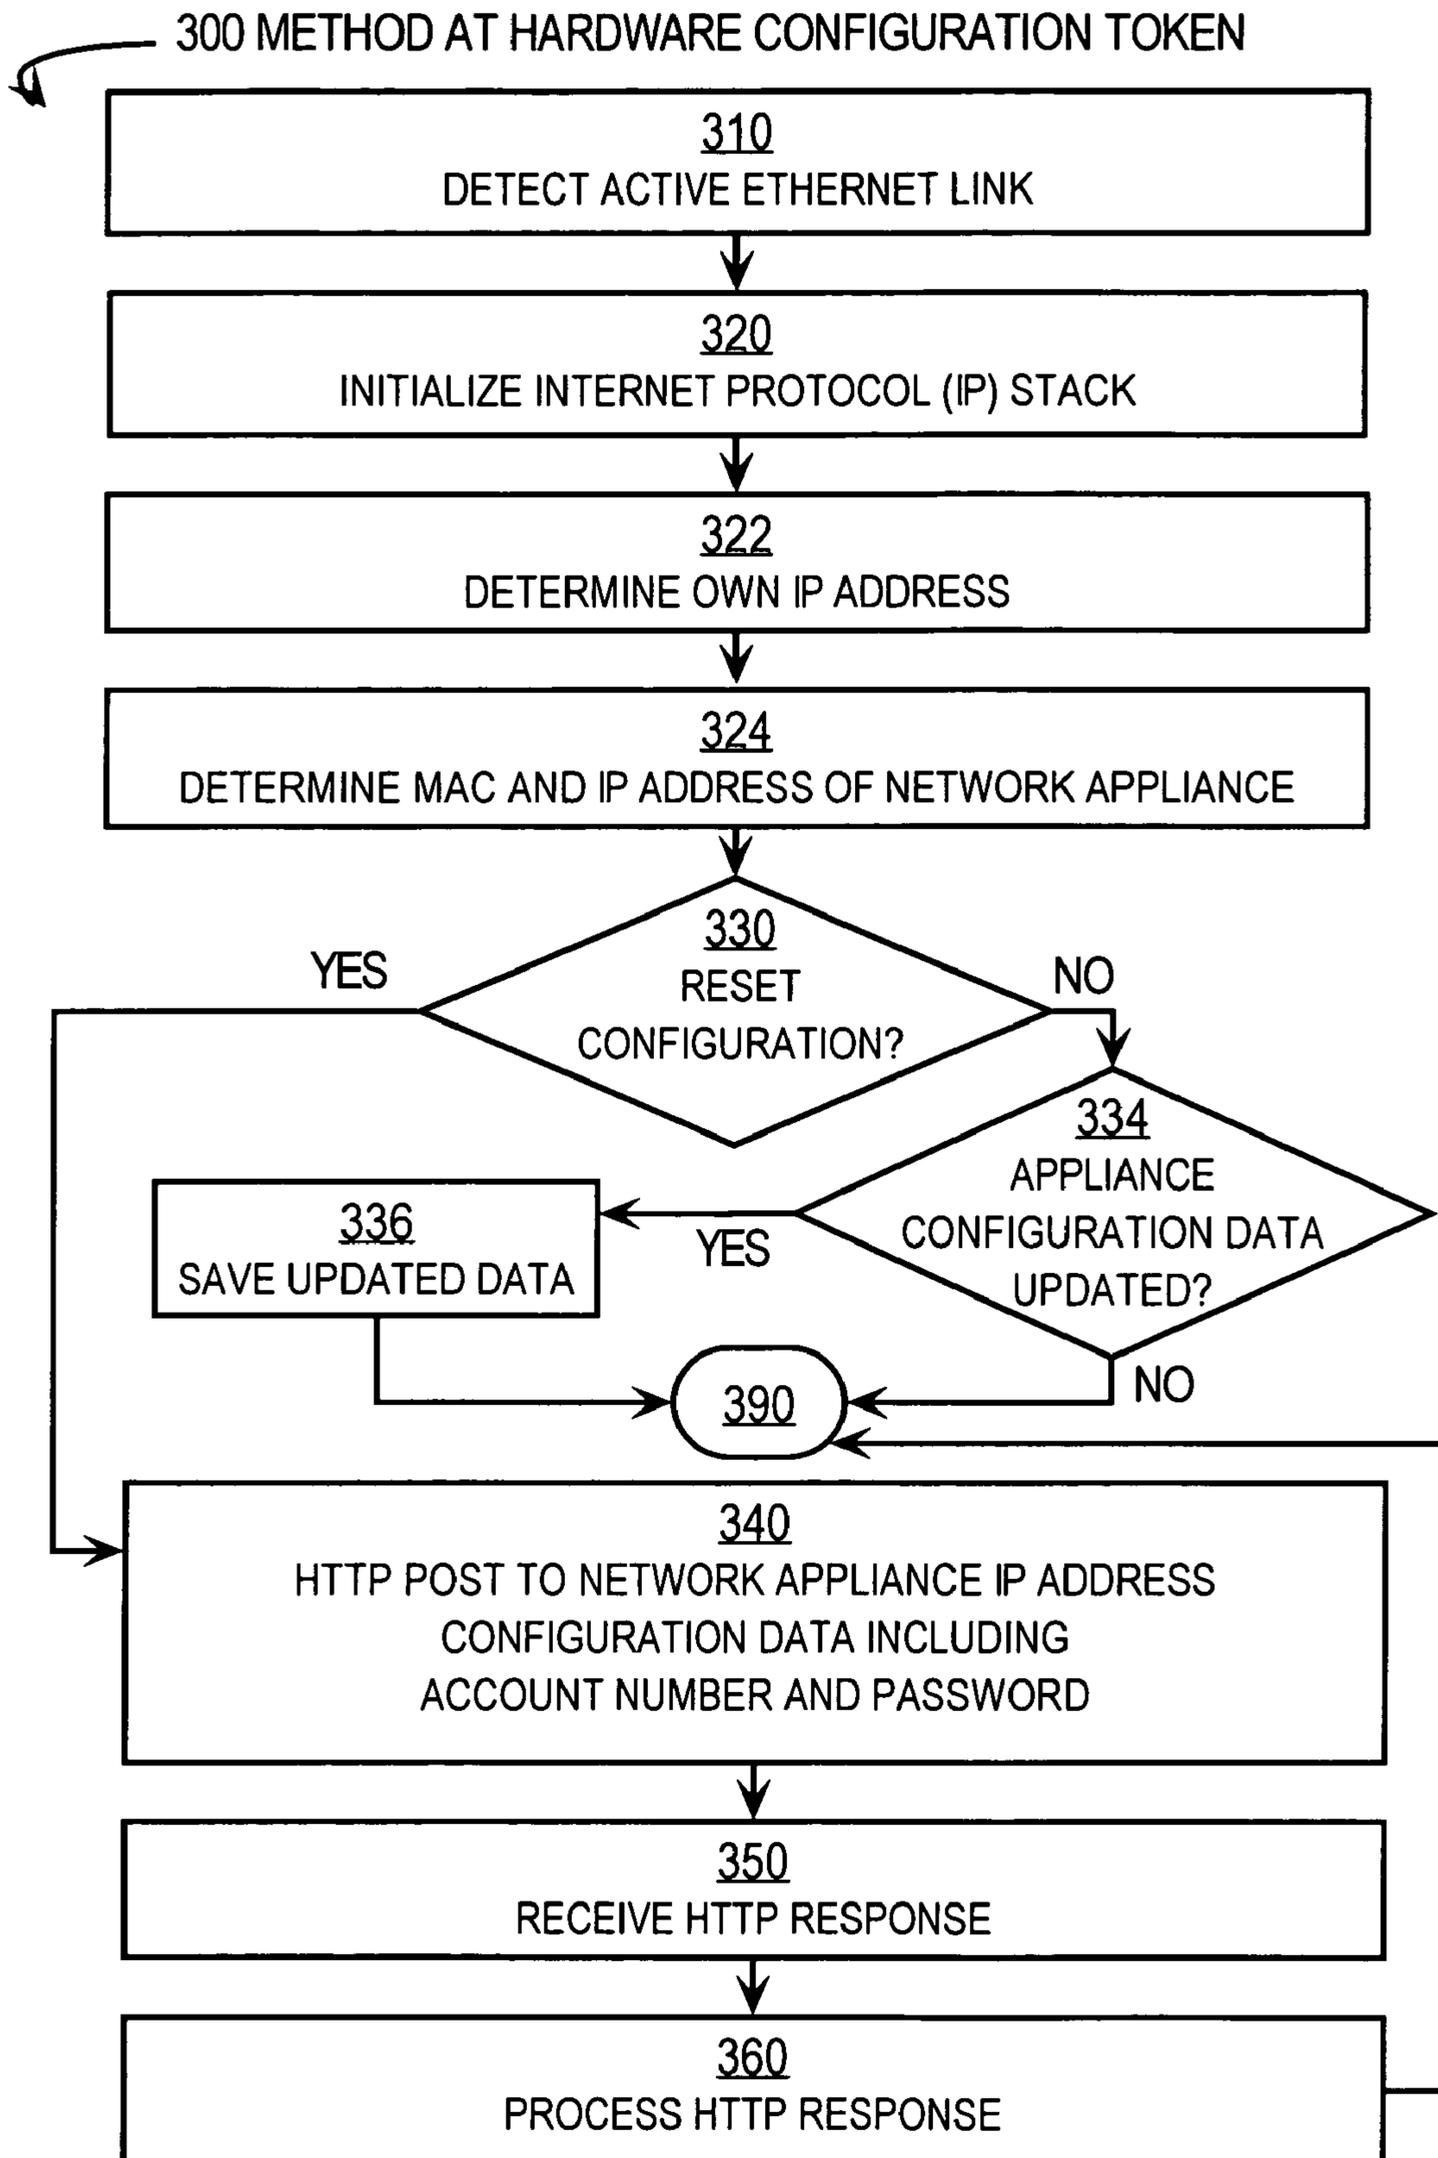 300 METHOD AT HARDWARE CONFIGURATION TOKEN
310
DETECT ACTIVE ETHERNET LINK
320
INITIALIZE INTERNET PROTOCOL (IP) STACK
322
DETERMINE OWN IP ADDRESS
324
DETERMINE MAC AND IP ADDRESS OF NETWORK APPLIANCE
330
RESET
CONFIGURATION?
YES
NO
334
APPLIANCE
CONFIGURATION DATA
UPDATED?
YES
NO
336
SAVE UPDATED DATA
390
340
HTTP POST TO NETWORK APPLIANCE IP ADDRESS
CONFIGURATION DATA INCLUDING
ACCOUNT NUMBER AND PASSWORD
350
RECEIVE HTTP RESPONSE
360
PROCESS HTTP RESPONSE